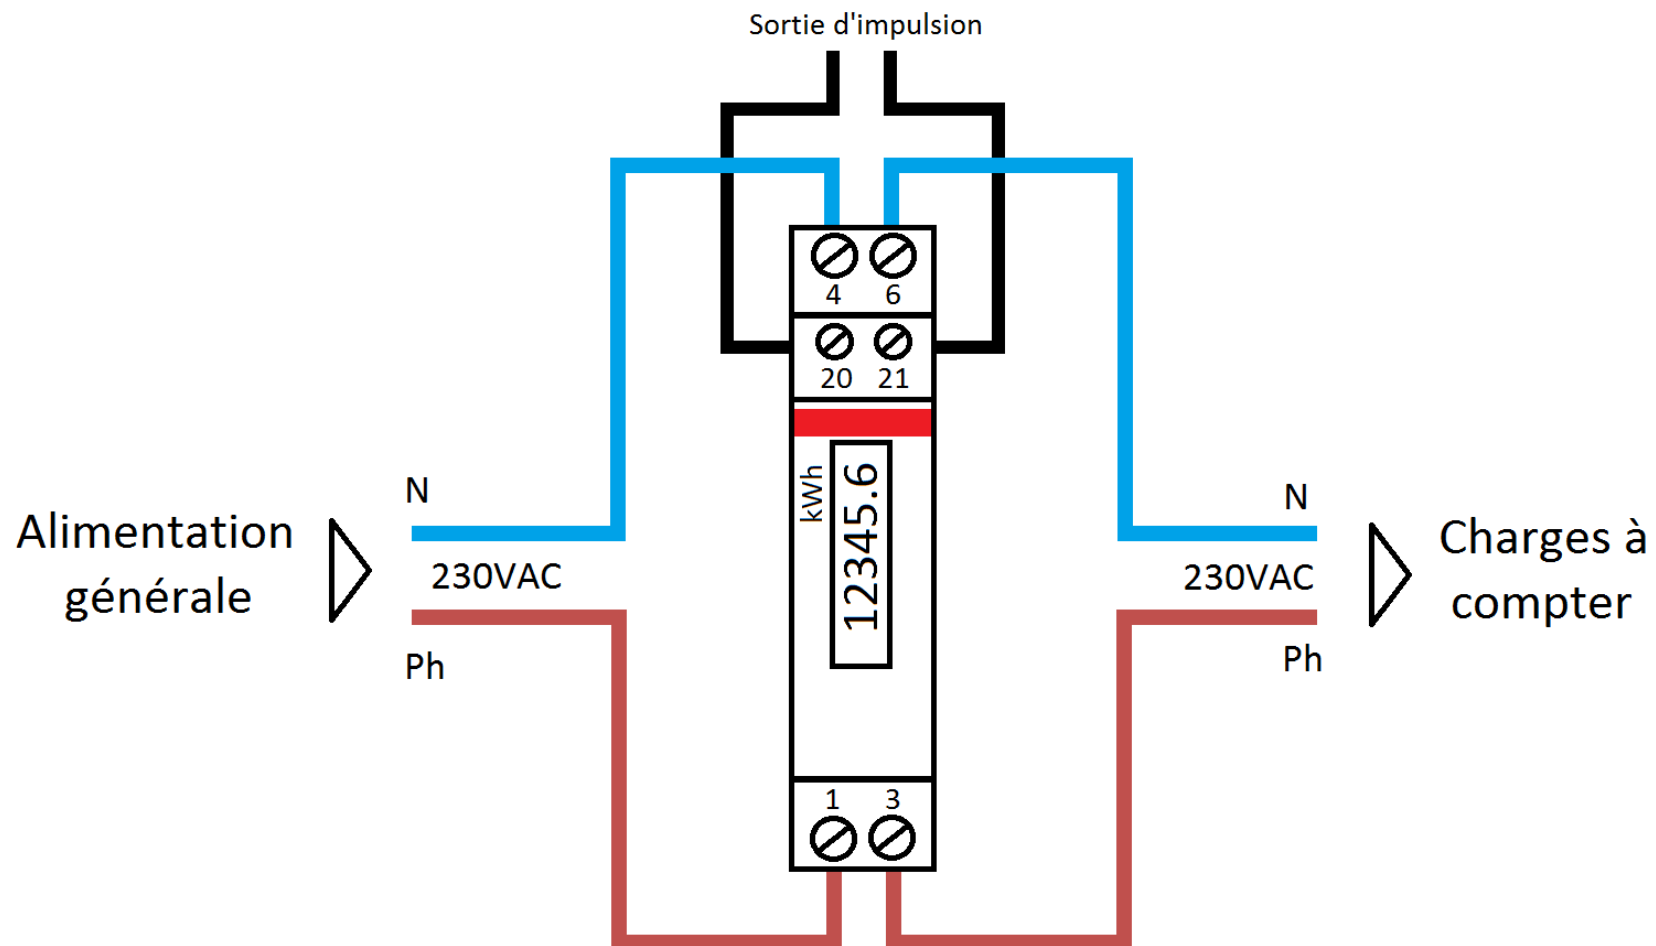 Sortie d'impulsion
4 6
20 21
kWh
12345.6
N
Alimentation
générale
230VAC
Ph
N
230VAC
Ph
Charges à
compter
1 3